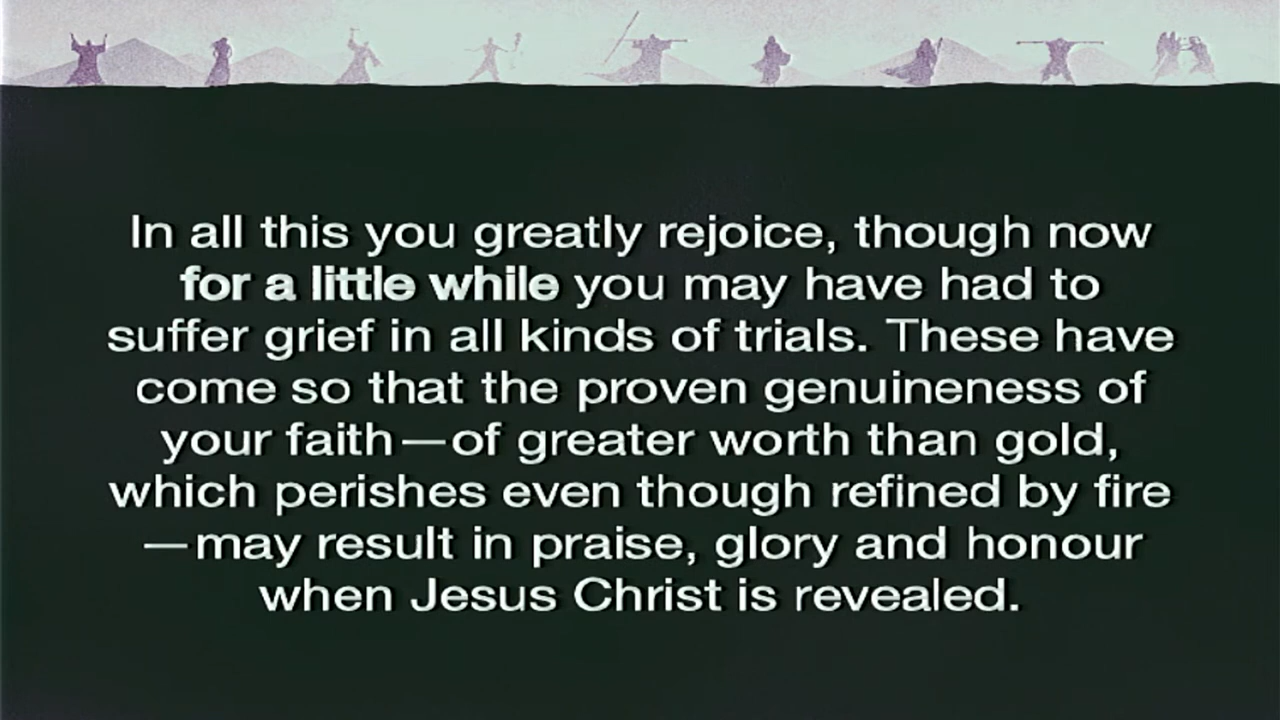 In all this you greatly rejoice, though now
for a little while you may have had to
suffer grief in all kinds of trials. These have
come so that the proven genuineness of
your faith—of greater worth than gold,
which perishes even though refined by fire
—may result in praise, glory and honour
when Jesus Christ is revealed.